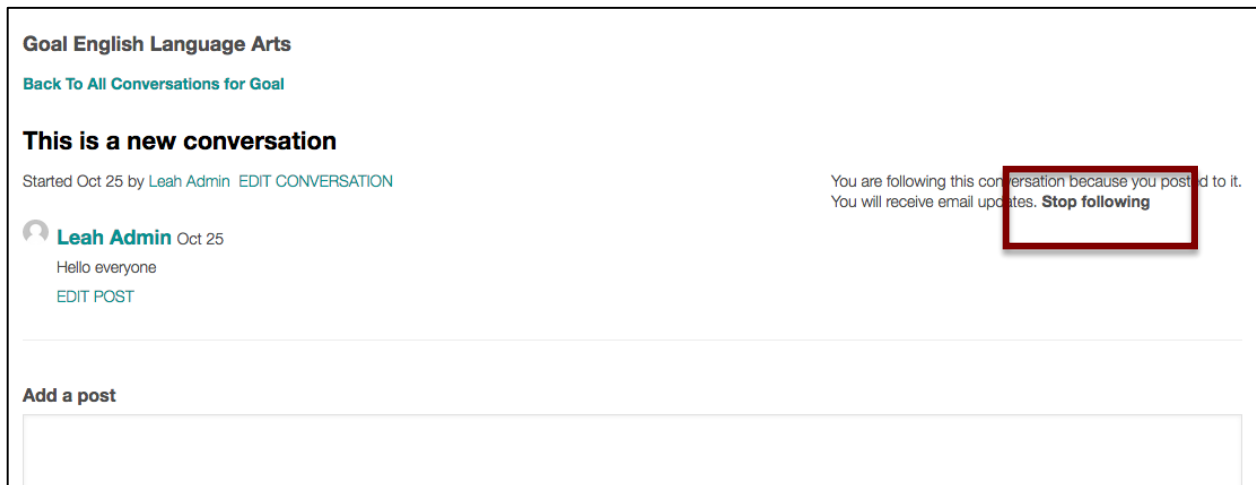 Goal English Language Arts
Back To All Conversations for Goal
This is a new conversation
Started Oct 25 by Leah Admin EDIT CONVERSATION
You are following this conversation because you posted to it.
You will receive email updates. Stop following
Leah Admin Oct 25
Hello everyone
EDIT POST
Add a post